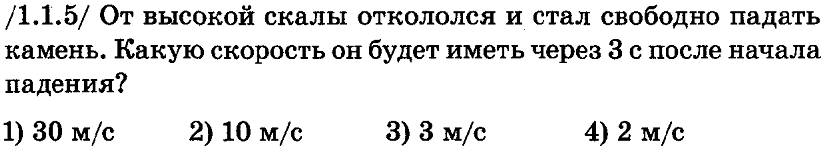 /1.1.5/ От высокой скалы откололся и стал свободно падать
камень. Какую скорость он будет иметь через 3 с после начала
падения?
1) 30 м/с 2) 10 м/с 3) 3 м/с 4) 2 м/с